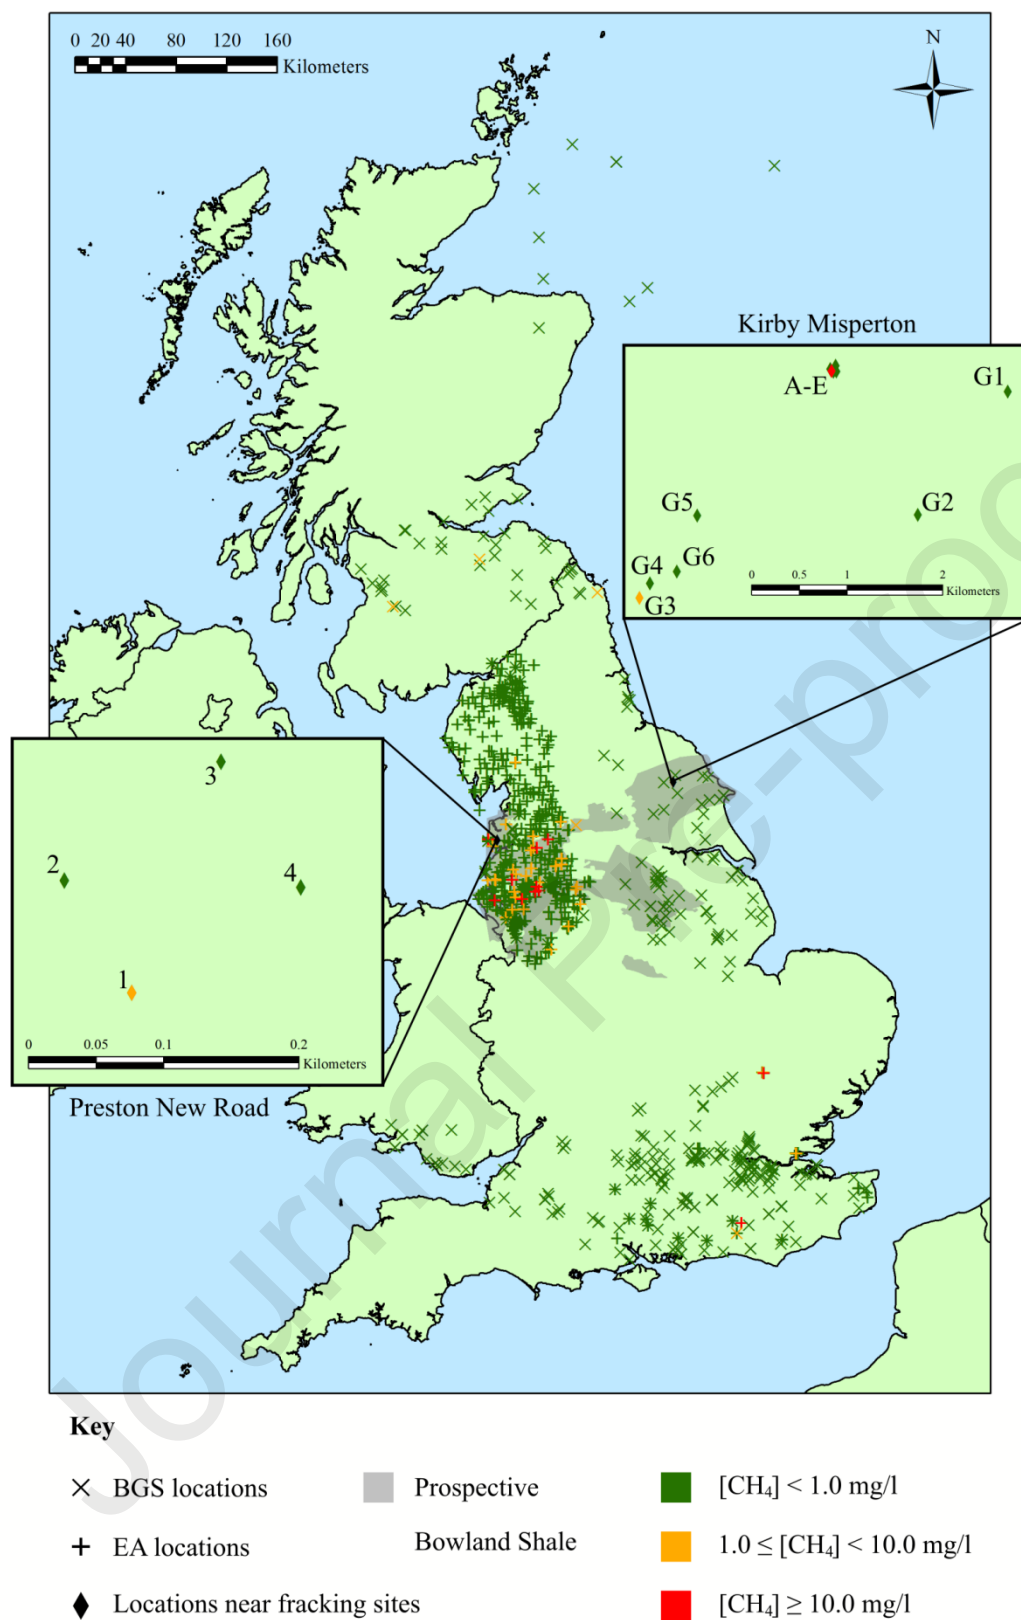 0 20 40 80 120 160
Kilometers
N
Kirby Misperton
A-E
G1
G5
G2
G4
G6
G3
0 0.5 1 2
Kilometers
3
2
4
1
0 0.05 0.1 0.2
Kilometers
Preston New Road
Journal Pre-proo
Key
BGS locations
Prospective
[CH₄] < 1.0 mg/l
EA locations
Bowland Shale
1.0 ≤ [CH₄] < 10.0 mg/l
Locations near fracking sites
[CH₄] ≥ 10.0 mg/l